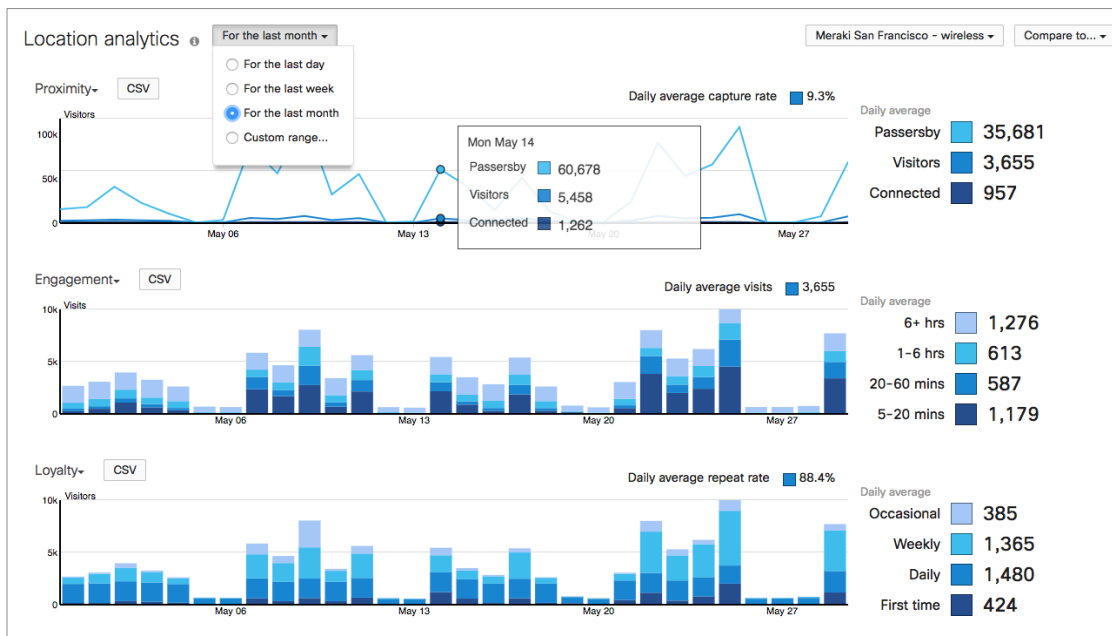 Location analytics
For the last month
Meraki San Francisco – wireless
Compare to...
For the last day
For the last week
For the last month
Custom range...
Proximity
CSV
Daily average capture rate 9.3%
Visitors
100k
50k
0
May 06
May 13
May 20
May 27
Mon May 14
Passersby 60,678
Visitors 5,458
Connected 1,262
Daily average
Passersby 35,681
Visitors 3,655
Connected 957
Engagement
CSV
Daily average visits 3,655
Visits
10k
5k
0
May 06
May 13
May 20
May 27
Daily average
6+ hrs 1,276
1–6 hrs 613
20–60 mins 587
5–20 mins 1,179
Loyalty
CSV
Daily average repeat rate 88.4%
Visitors
10k
5k
0
May 06
May 13
May 20
May 27
Daily average
Occasional 385
Weekly 1,365
Daily 1,480
First time 424